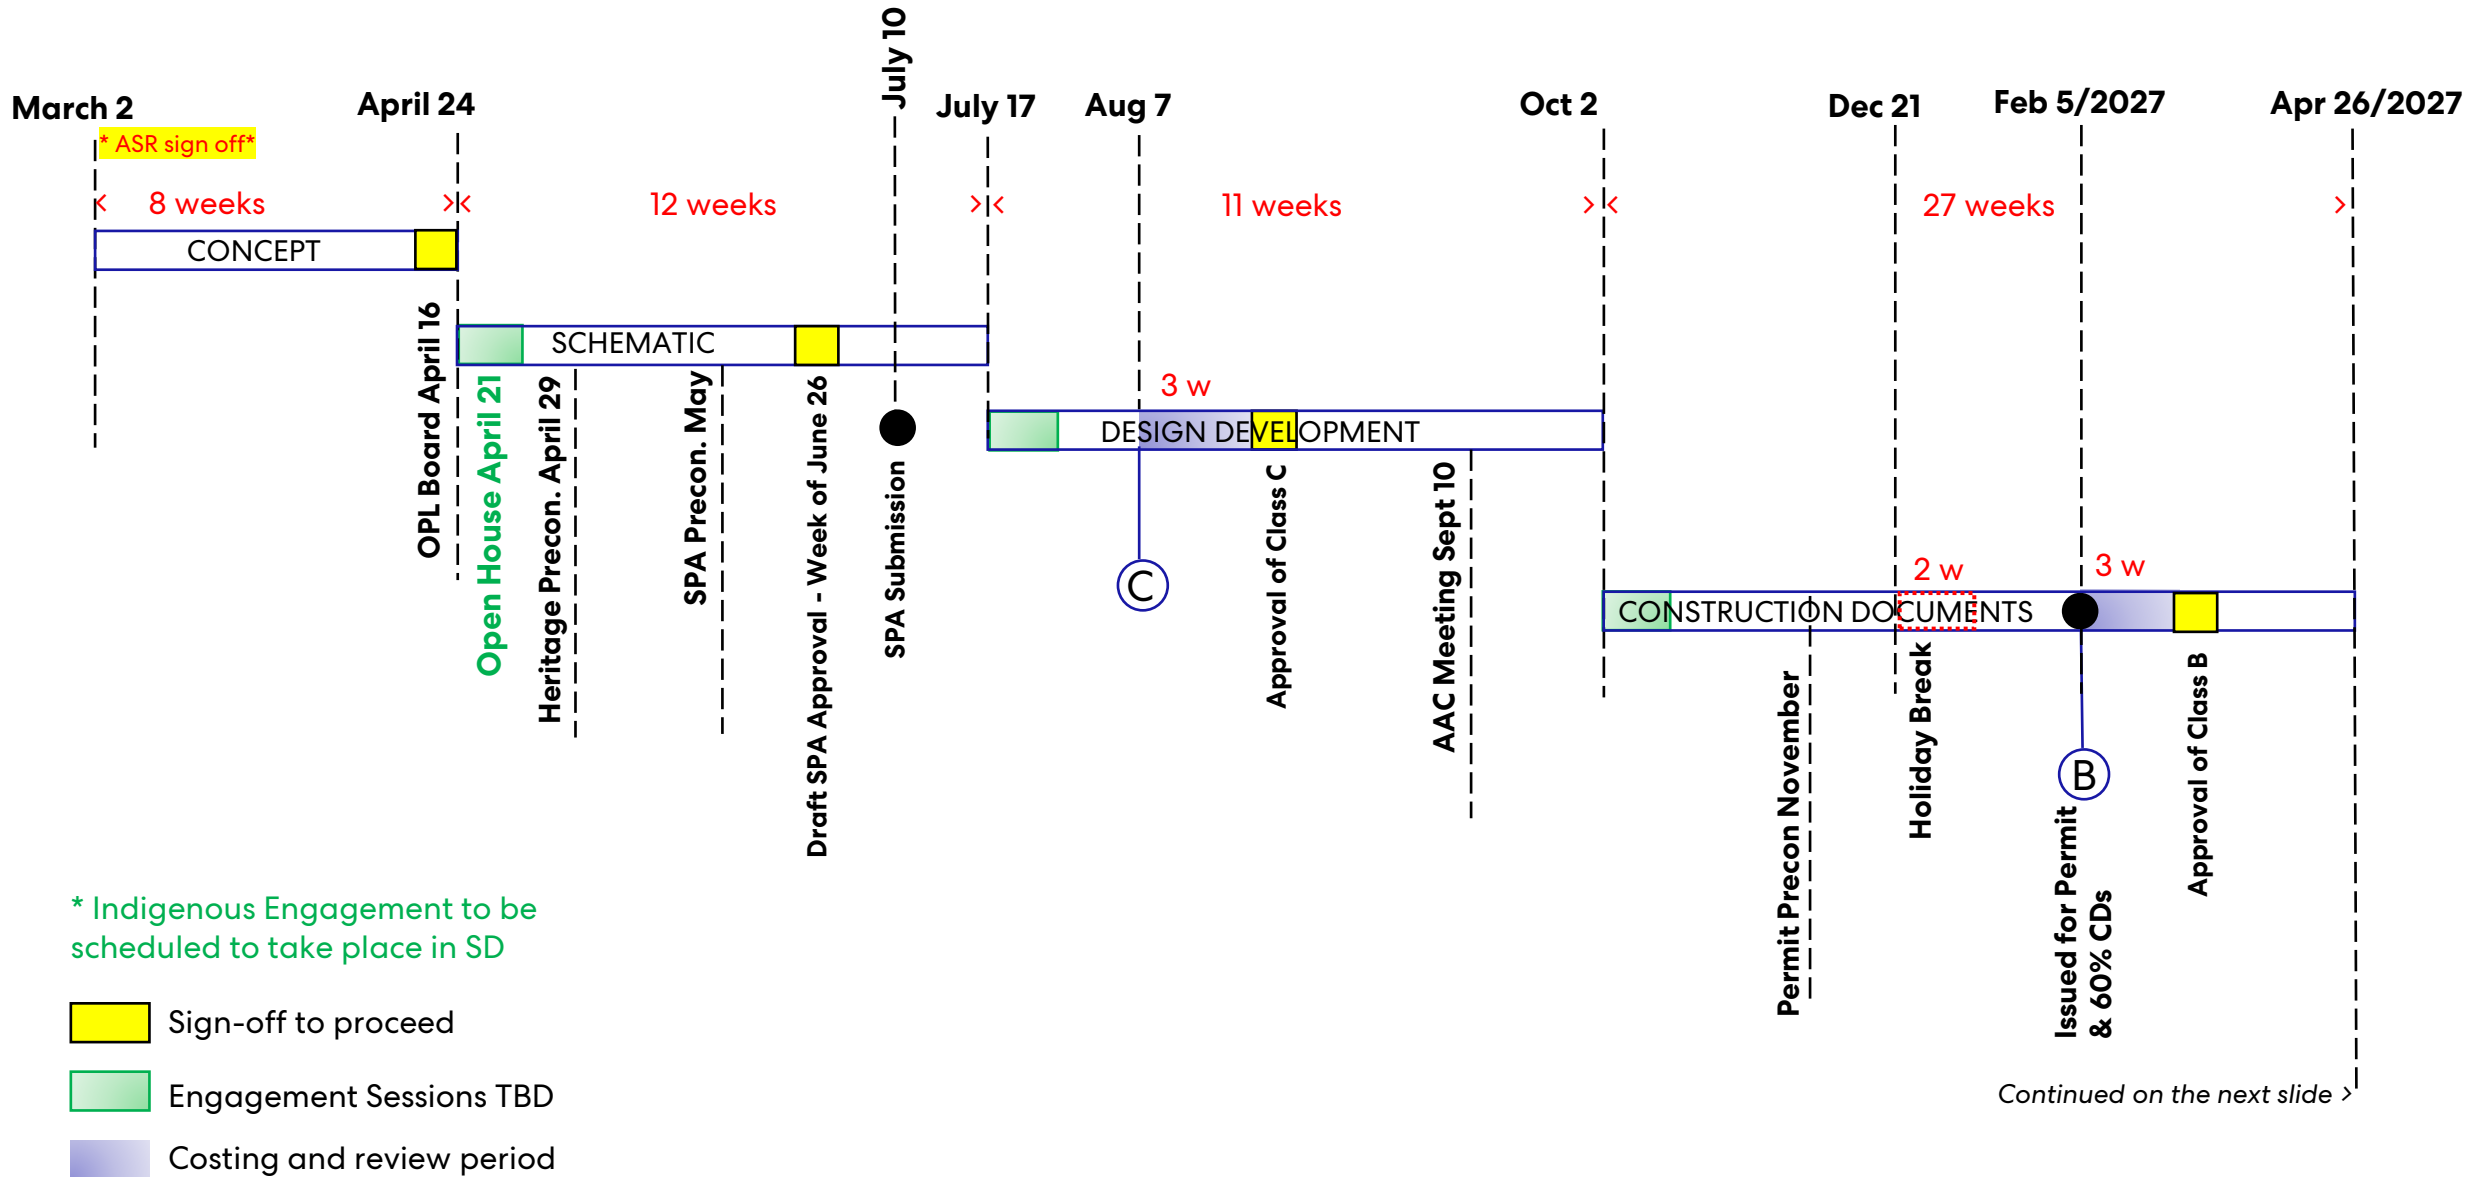 July 10
March 2
April 24
July 17
Aug 7
Oct 2
Dec 21
Feb 5/2027
Apr 26/2027
* ASR sign off*
< 8 weeks >
< 12 weeks >
< 11 weeks >
< 27 weeks >
CONCEPT
SCHEMATIC
OPL Board April 16
Open House April 21
Heritage Precon. April 29
SPA Precon. May
Draft SPA Approval - Week of June 26
SPA Submission
3 w
DESIGN DEVELOPMENT
C
Approval of Class C
AAC Meeting Sept 10
2 w
3 w
CONSTRUCTION DOCUMENTS
Permit Precon November
Holiday Break
B
Issued for Permit
& 60% CDs
Approval of Class B
* Indigenous Engagement to be
scheduled to take place in SD
Sign-off to proceed
Engagement Sessions TBD
Costing and review period
Continued on the next slide >